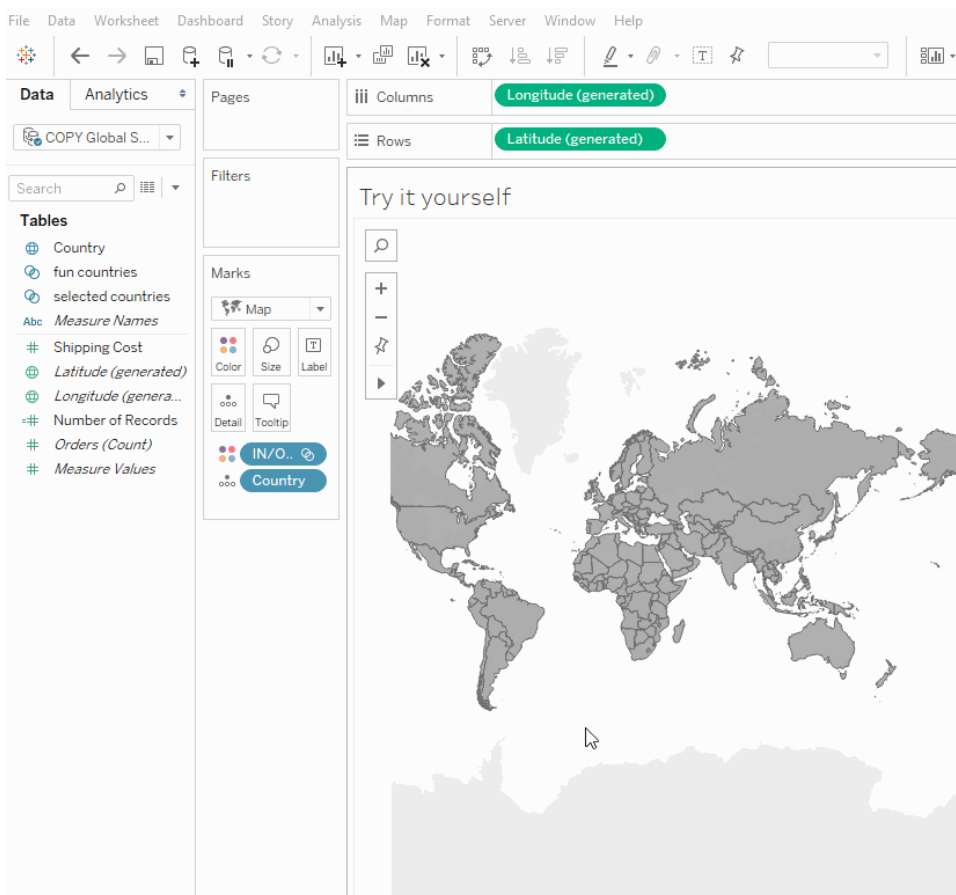 File Data Worksheet Dashboard Story Analysis Map Format Server Window Help
Data Analytics
COPY Global S...
Search
Tables
Country
fun countries
selected countries
Abc Measure Names
Shipping Cost
Latitude (generated)
Longitude (genera...
Number of Records
Orders (Count)
Measure Values
Pages
Filters
Marks
Map
Color Size Label
Detail Tooltip
IN/O..
Country
Columns Longitude (generated)
Rows Latitude (generated)
Try it yourself